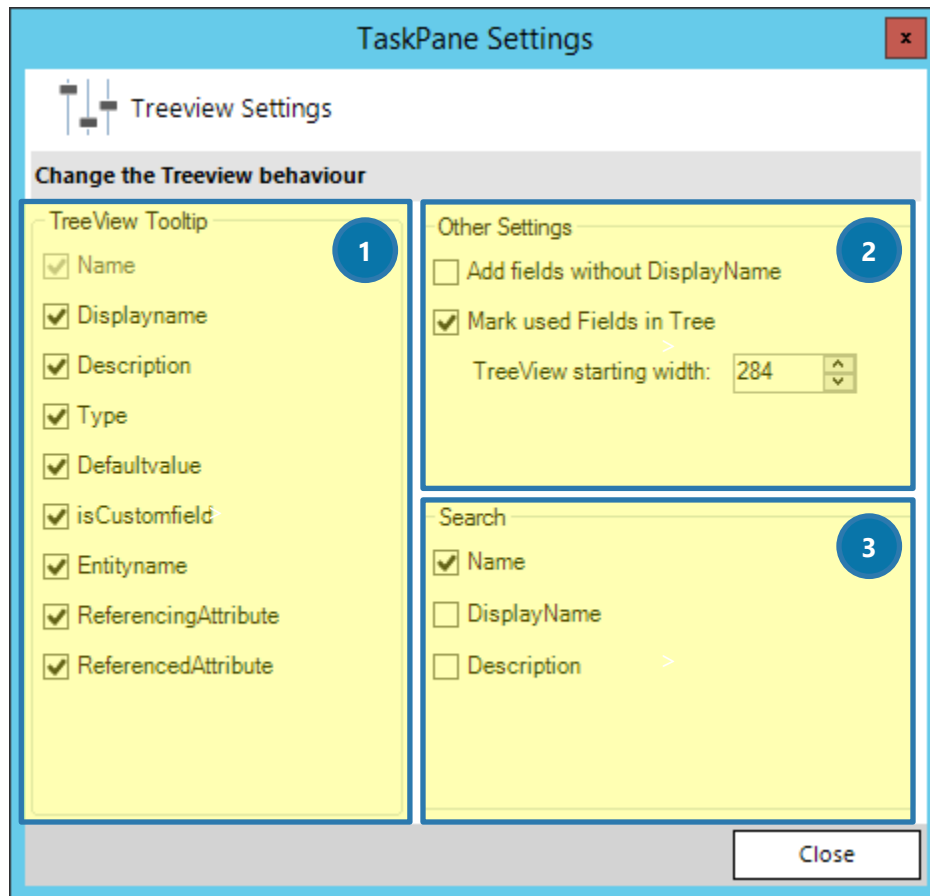 TaskPane Settings
x
Treeview Settings
Change the Treeview behaviour
TreeView Tooltip
1
Name
Displayname
Description
Type
Defaultvalue
isCustomfield
Entityname
ReferencingAttribute
ReferencedAttribute
Other Settings
2
Add fields without DisplayName
Mark used Fields in Tree
>
TreeView starting width: 284
Search
3
Name
DisplayName
Description
>
Close